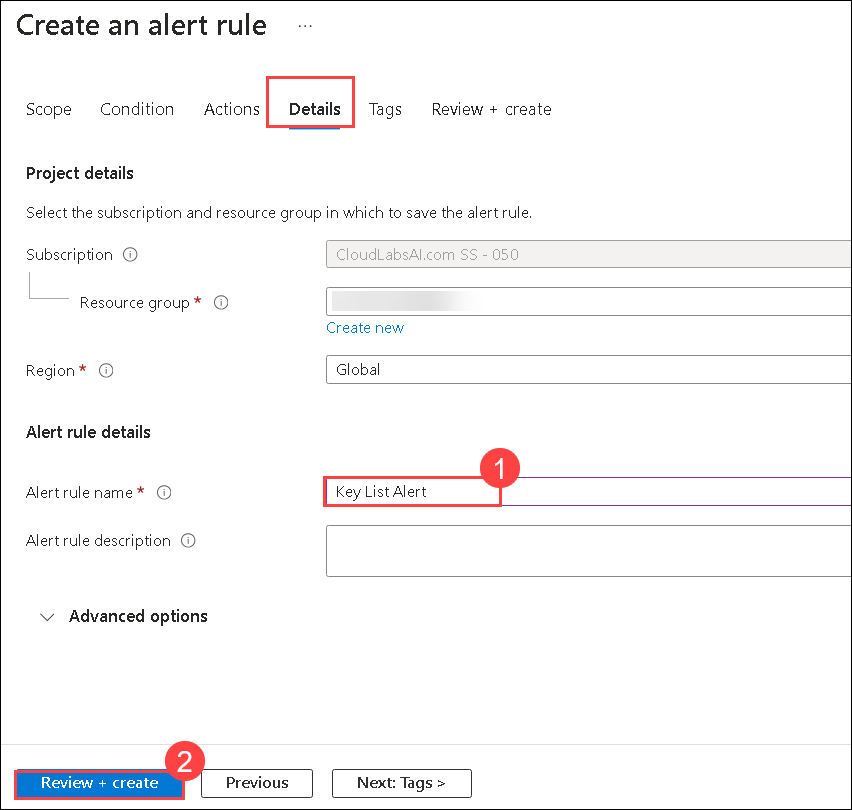 Create an alert rule ...
Scope Condition Actions Details Tags Review + create
Project details
Select the subscription and resource group in which to save the alert rule.
Subscription CloudLabsAI.com SS - 050
Resource group *
Create new
Region * Global
Alert rule details
1
Alert rule name * Key List Alert
Alert rule description
Advanced options
2
Review + create Previous Next: Tags >